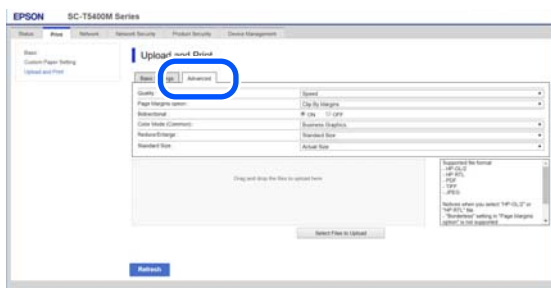 EPSON SC-T5400M Series
Status Print Network Network Security Product Security Device Management
Basic
Custom Paper Setting
Upload and Print
Upload and Print
Basic Advanced
Quality : Speed
Page Margins option : Clip By Margins
Bidirectional : ON OFF
Color Mode (Common) : Business Graphics
Reduce/Enlarge : Standard Size
Standard Size : Actual Size
Drag and drop the files to upload here
Supported file format
- HP-GL/2
- HP RTL
- PDF
- TIFF
- JPEG
Notices when you select "HP-GL/2" or
"HP RTL" file
- "Borderless" setting in "Page Margins
option" is not supported.
Select Files to Upload
Refresh